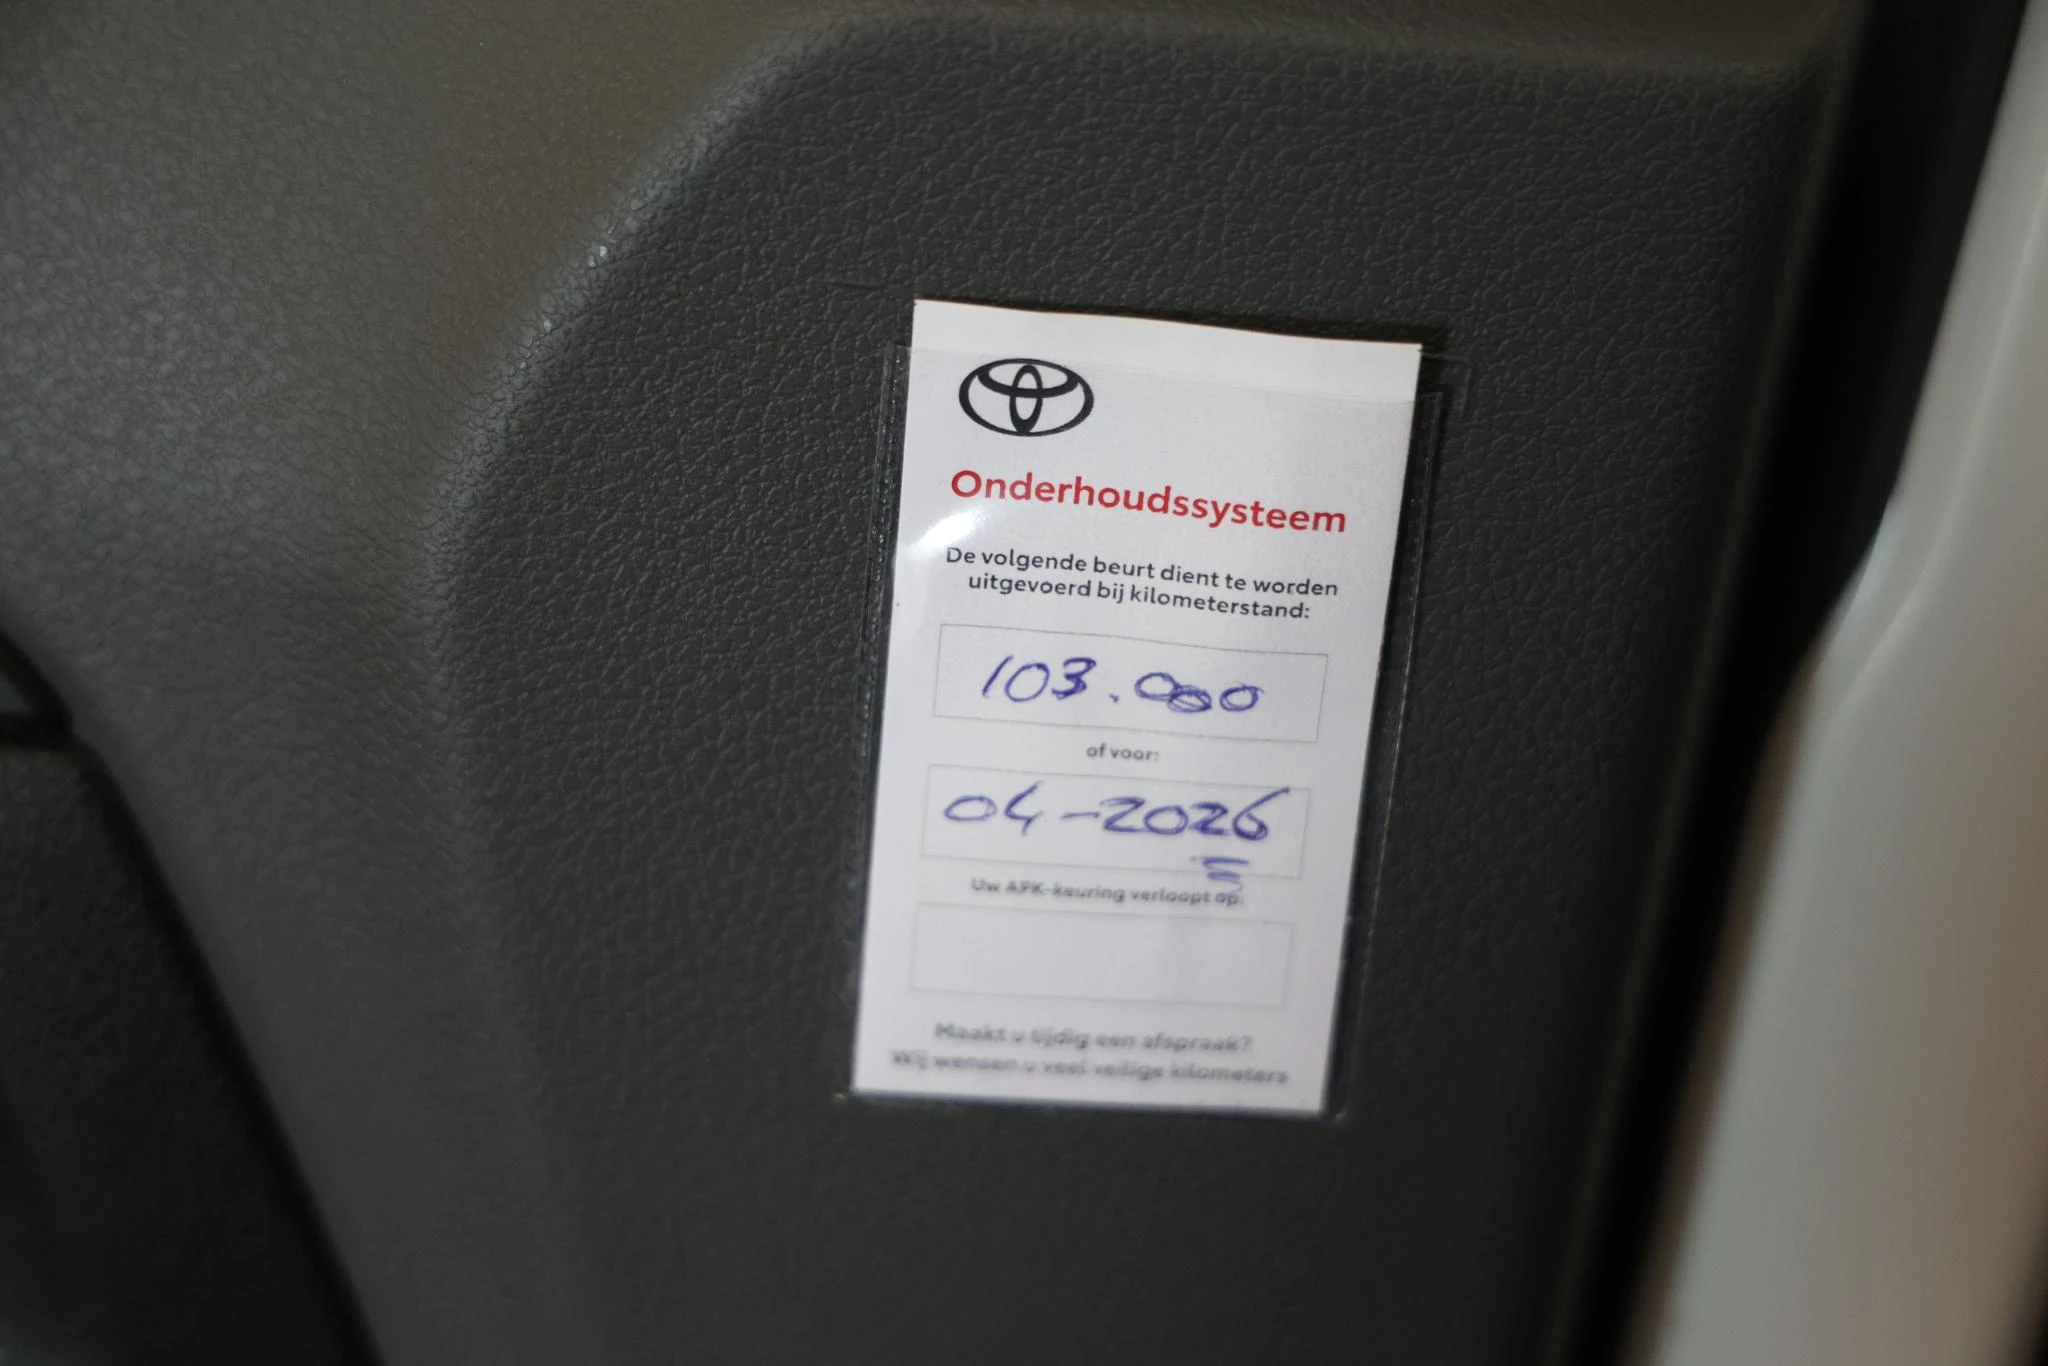 Onderhoudssysteem
De volgende beurt dient te worden
uitgevoerd bij kilometerstand:
103.000
of voor:
04-2026
Uw APK-keuring verloopt op:
Maakt u tijdig een afspraak?
Wij wensen u veel veilige kilometers